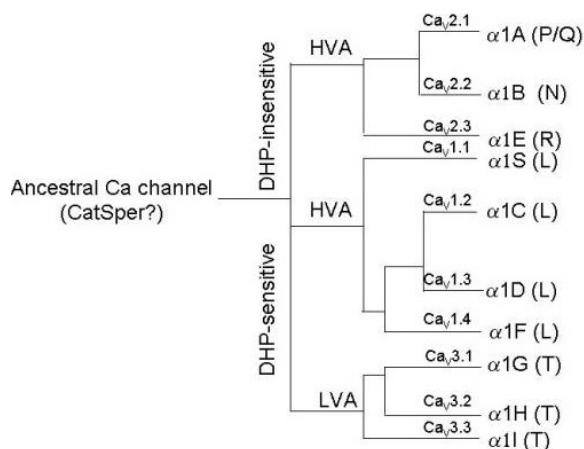 Ancestral Ca channel
(CatSper?)
DHP-insensitive
DHP-sensitive
HVA
HVA
LVA
CaV2.1 α1A (P/Q)
CaV2.2 α1B (N)
CaV2.3 α1E (R)
CaV1.1 α1S (L)
CaV1.2 α1C (L)
CaV1.3 α1D (L)
CaV1.4 α1F (L)
CaV3.1 α1G (T)
CaV3.2 α1H (T)
CaV3.3 α1I (T)